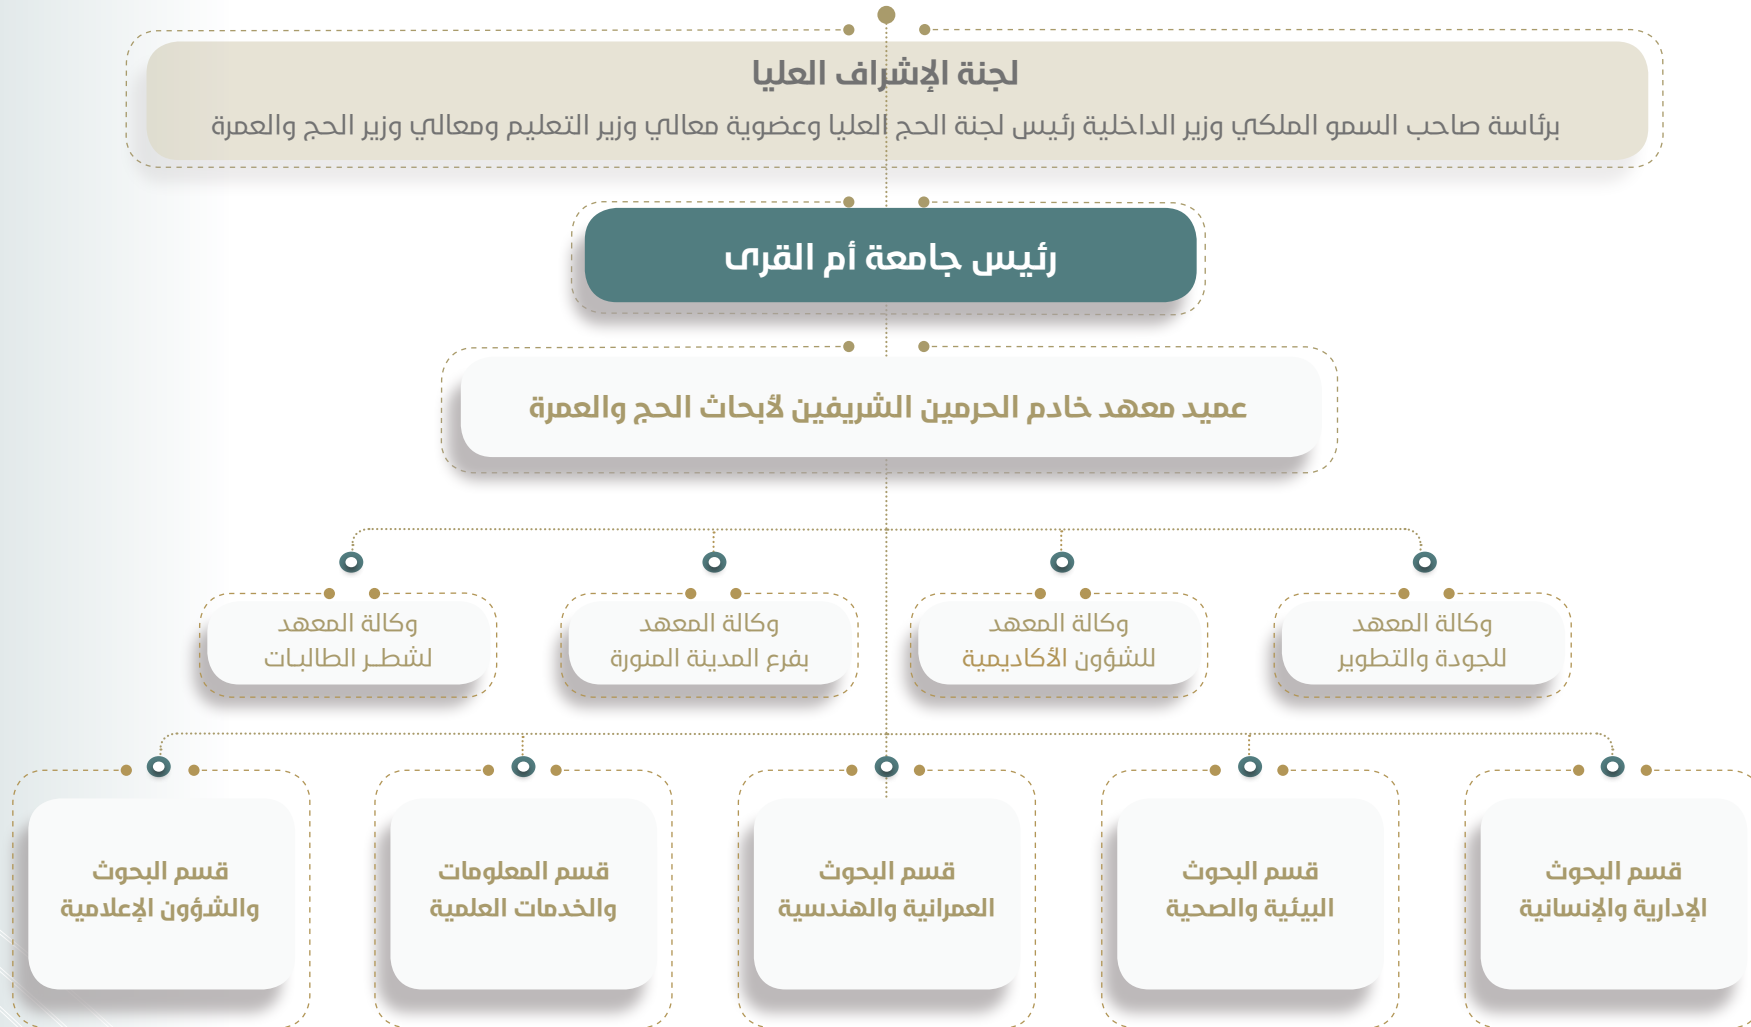 لجنة الإشراف العليا
برئاسة صاحب السمو الملكي وزير الداخلية رئيس لجنة الحج العليا وعضوية معالي وزير التعليم ومعالي وزير الحج والعمرة
رئيس جامعة أم القرى
عميد معهد خادم الحرمين الشريفين لأبحاث الحج والعمرة
وكالة المعهد
للجودة والتطوير
وكالة المعهد
للشؤون الأكاديمية
وكالة المعهد
بفرع المدينة المنورة
وكالة المعهد
لشطــر الطالبـات
قسم البحوث
الإدارية والإنسانية
قسم البحوث
البيئية والصحية
قسم البحوث
العمرانية والهندسية
قسم المعلومات
والخدمات العلمية
قسم البحوث
والشؤون الإعلامية